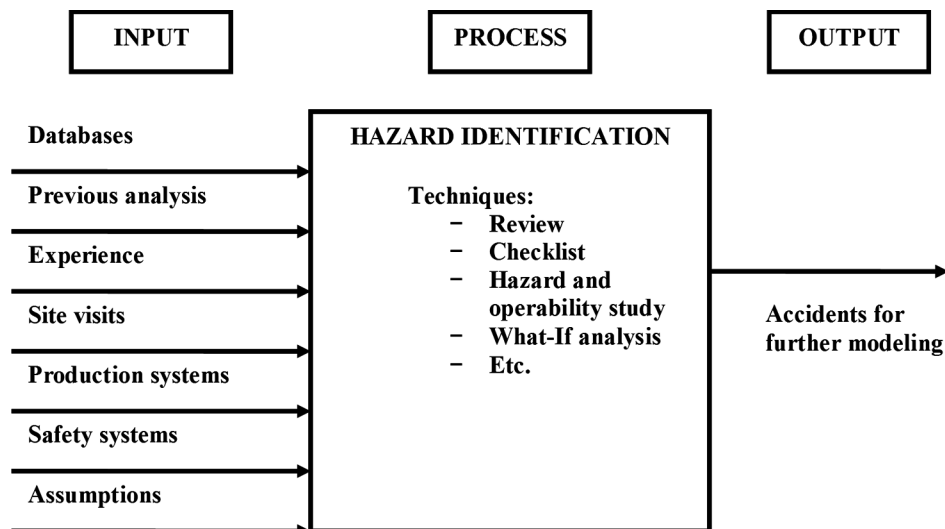 INPUT
PROCESS
OUTPUT
Databases
Previous analysis
Experience
Site visits
Production systems
Safety systems
Assumptions
HAZARD IDENTIFICATION
Techniques:
− Review
− Checklist
− Hazard and
operability study
− What-If analysis
− Etc.
Accidents for
further modeling